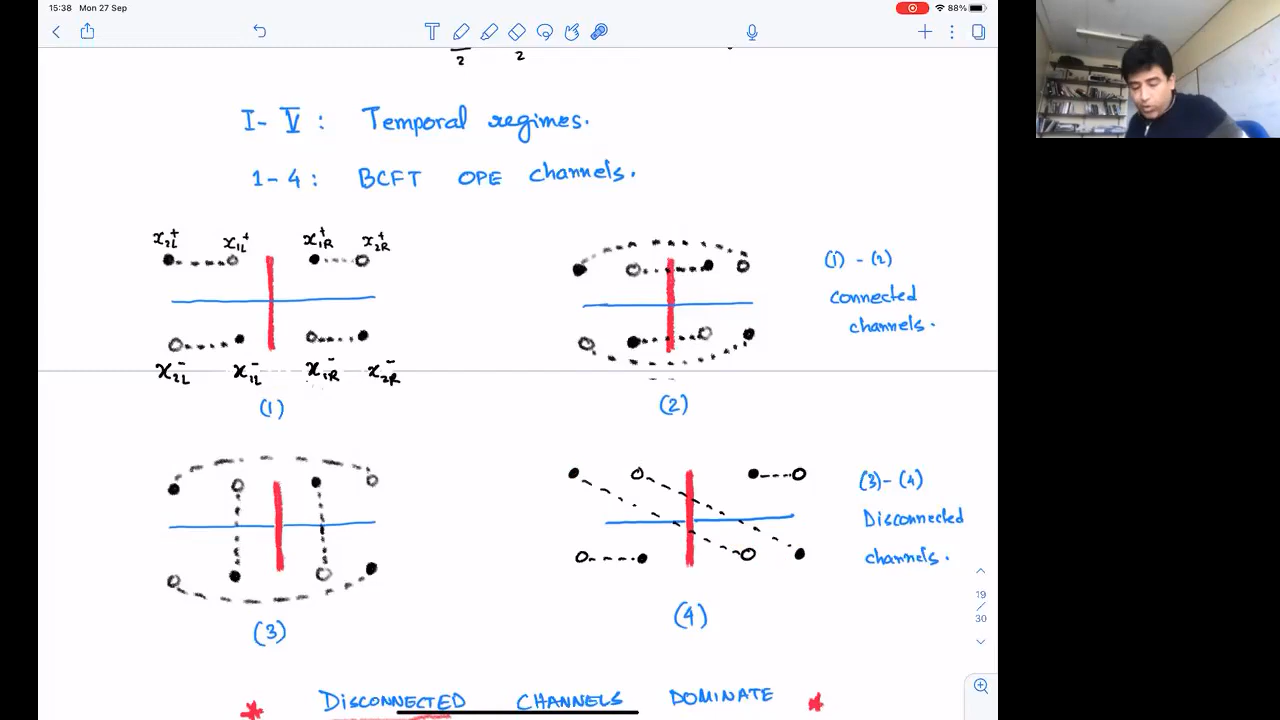 15:38 Mon 27 Sep
88%
2 2
I-V: Temporal regimes.
1-4: BCFT OPE channels.
x₂L⁺ x₁L⁺ x₁R⁺ x₂R⁺
x₂L⁻ x₁L⁻ x₁R⁻ x₂R⁻
(1)
(2)
(1) - (2)
connected
channels.
(3)
(4)
(3)-(4)
Disconnected
channels.
19
/
30
* DISCONNECTED CHANNELS DOMINATE *